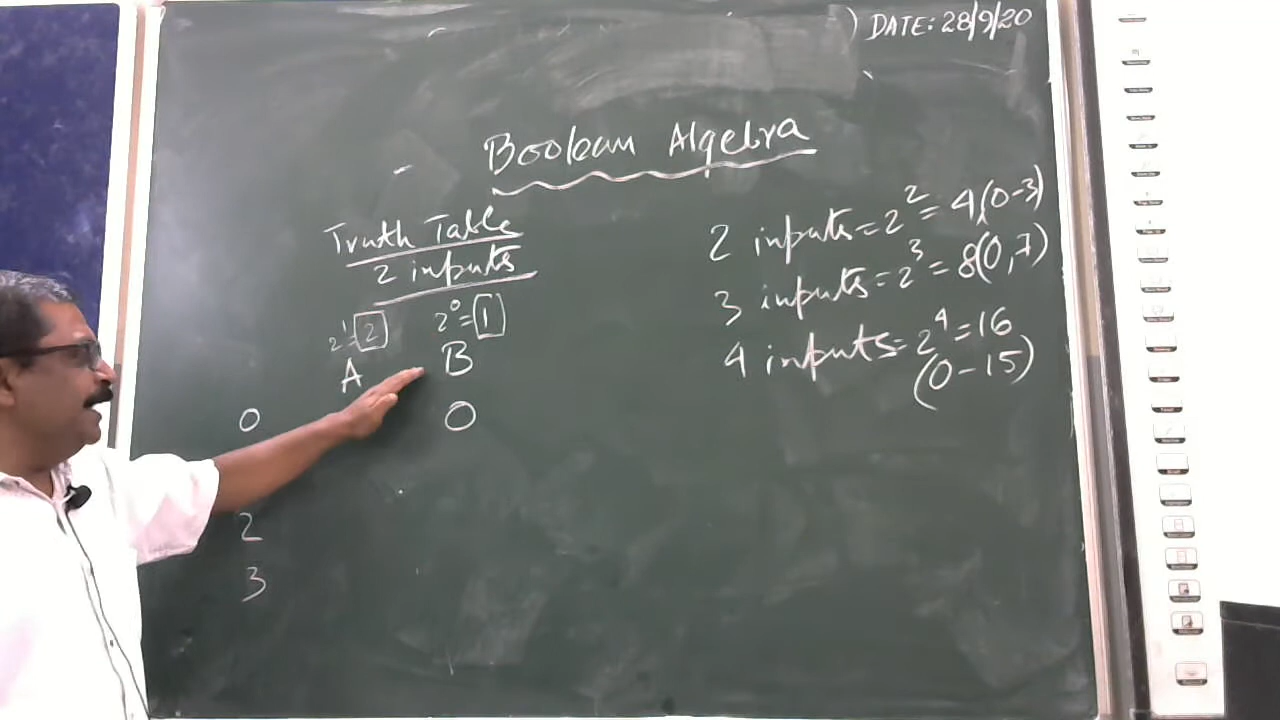 ) DATE: 28/9/20
Boolean Algebra
Truth Table
2 inputs
2¹=2 2⁰=1
A B
0 0
2
3
2 inputs=2²=4(0-3)
3 inputs=2³=8(0,7)
4 inputs=2⁴=16
(0-15)